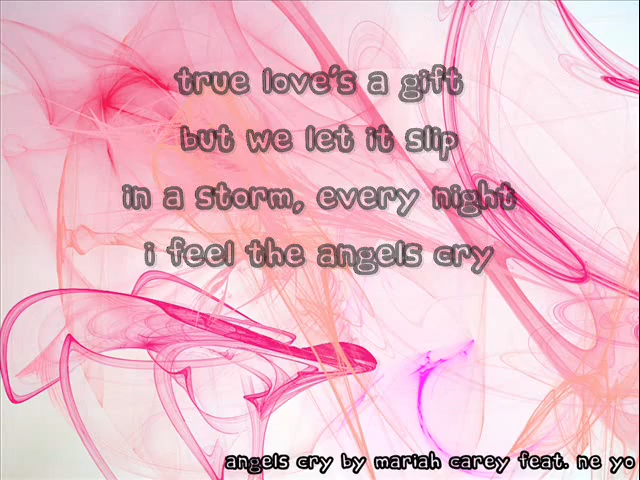 true love's a gift
but we let it slip
in a storm, every night
i feel the angels cry
angels cry by mariah carey feat. ne yo